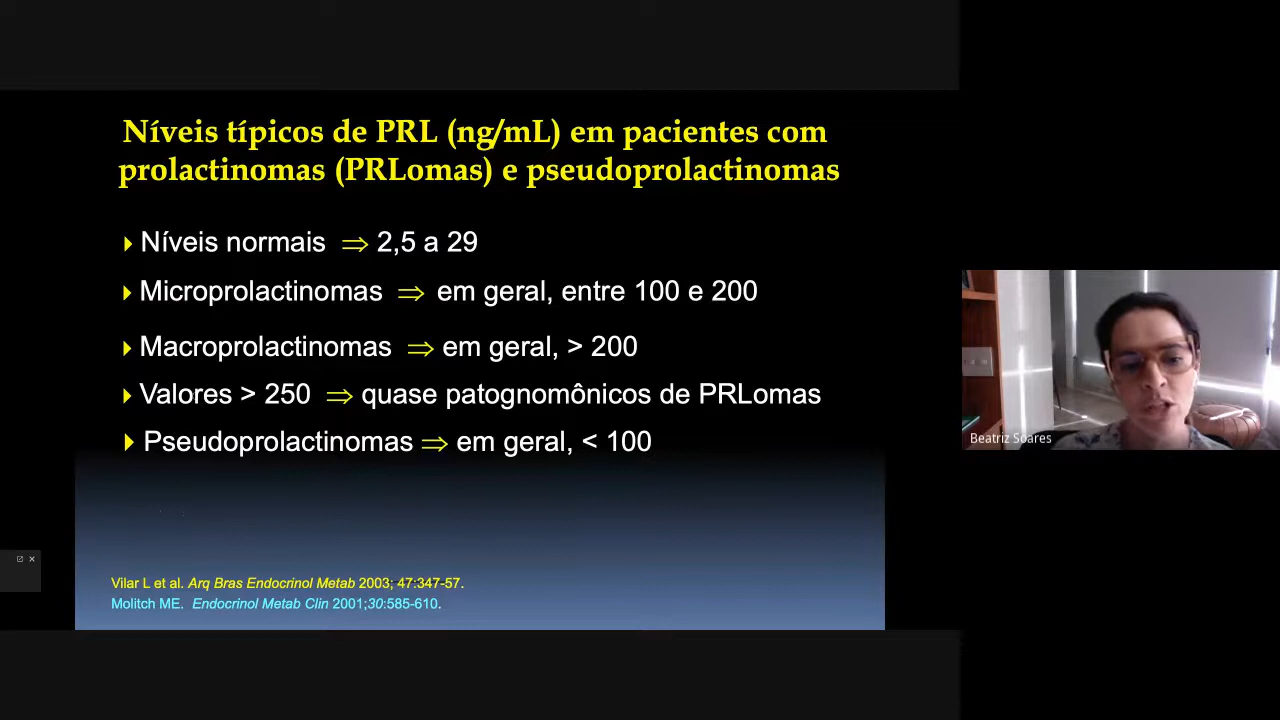 Níveis típicos de PRL (ng/mL) em pacientes com
prolactinomas (PRLomas) e pseudoprolactinomas
Níveis normais ⇒ 2,5 a 29
Microprolactinomas ⇒ em geral, entre 100 e 200
Macroprolactinomas ⇒ em geral, > 200
Valores > 250 ⇒ quase patognomônicos de PRLomas
Pseudoprolactinomas ⇒ em geral, < 100
Vilar L et al. Arq Bras Endocrinol Metab 2003; 47:347-57.
Molitch ME. Endocrinol Metab Clin 2001;30:585-610.
Beatriz Soares